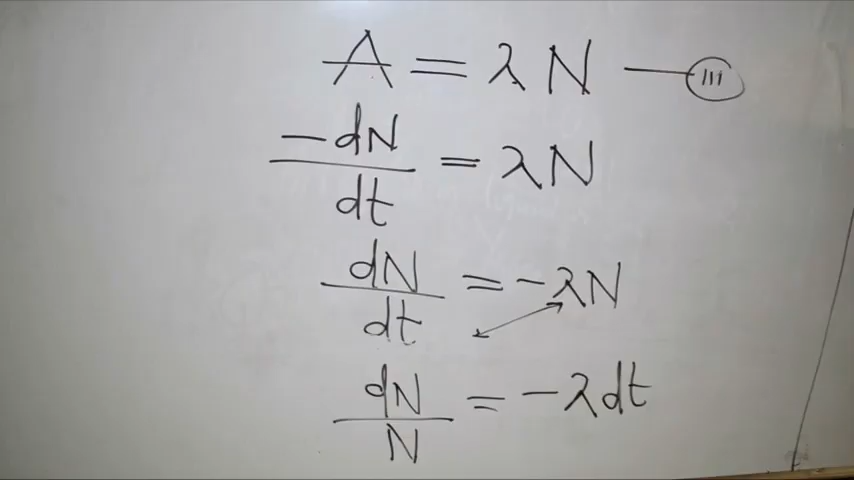 A = λN — III
-dN/dt = λN
dN/dt = -λN
dN/N = -λdt